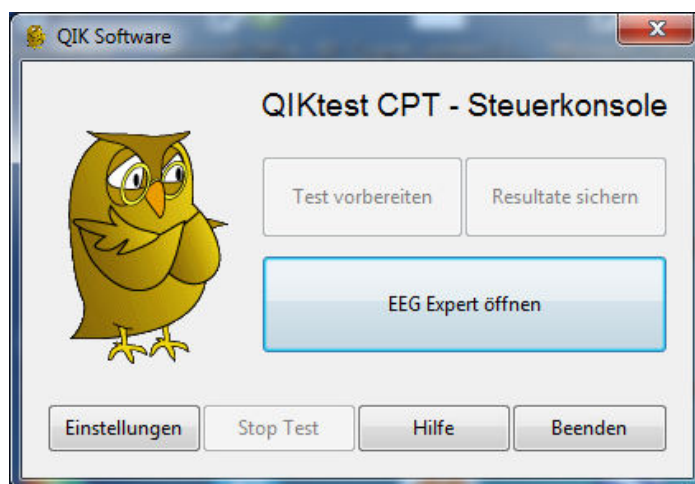 QIK Software
QIKtest CPT - Steuerkonsole
Test vorbereiten
Resultate sichern
EEG Expert öffnen
Einstellungen
Stop Test
Hilfe
Beenden